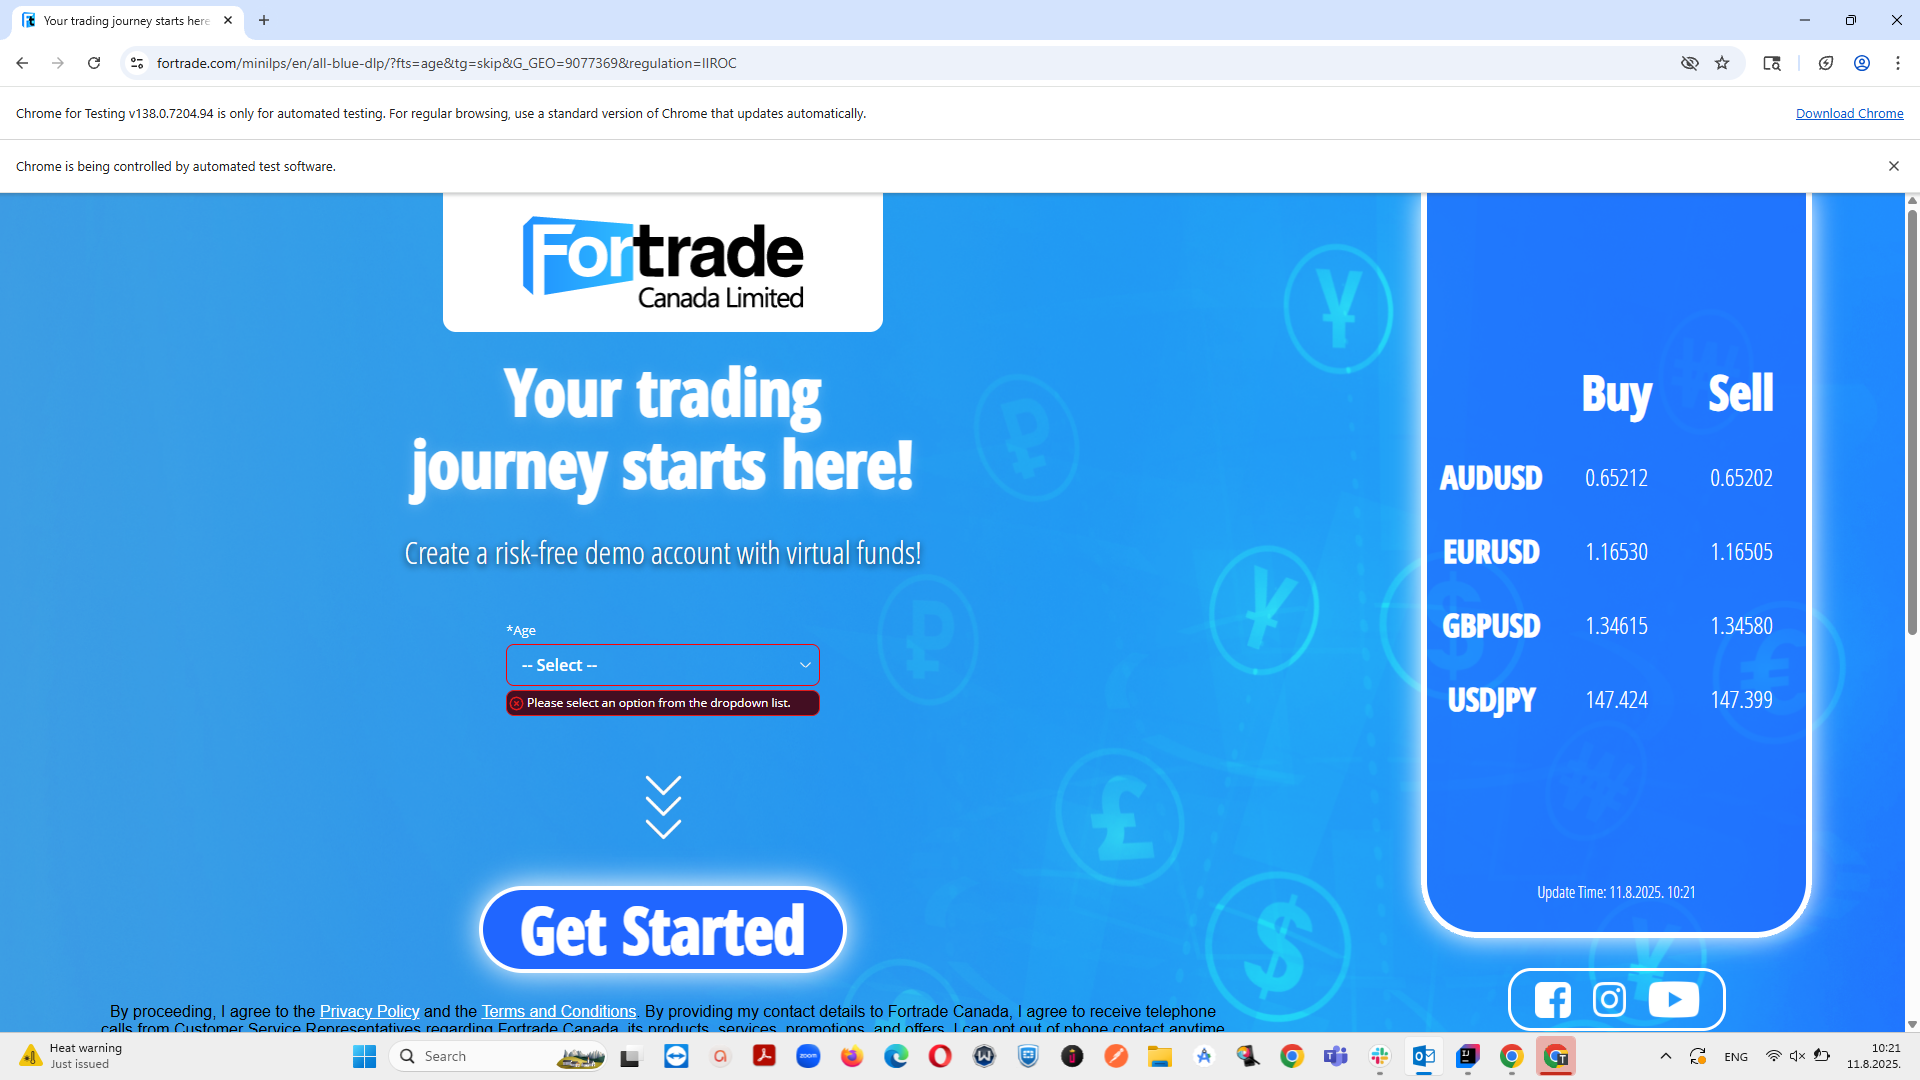 Your trading journey starts here
fortrade.com/minilps/en/all-blue-dlp/?fts=age&tg=skip&G_GEO=9077369&regulation=IIROC
Chrome for Testing v138.0.7204.94 is only for automated testing. For regular browsing, use a standard version of Chrome that updates automatically.
Download Chrome
Chrome is being controlled by automated test software.
Fortrade
Canada Limited
Your trading
journey starts here!
Create a risk-free demo account with virtual funds!
*Age
-- Select --
Please select an option from the dropdown list.
Get Started
By proceeding, I agree to the Privacy Policy and the Terms and Conditions. By providing my contact details to Fortrade Canada, I agree to receive telephone
calls from Customer Service Representatives regarding Fortrade Canada, its products, services, promotions, and offers. I can opt out of phone contact anytime
Buy Sell
AUDUSD 0.65212 0.65202
EURUSD 1.16530 1.16505
GBPUSD 1.34615 1.34580
USDJPY 147.424 147.399
Update Time: 11.8.2025. 10:21
Heat warning
Just issued
Search
zoom
ENG
10:21
11.8.2025.